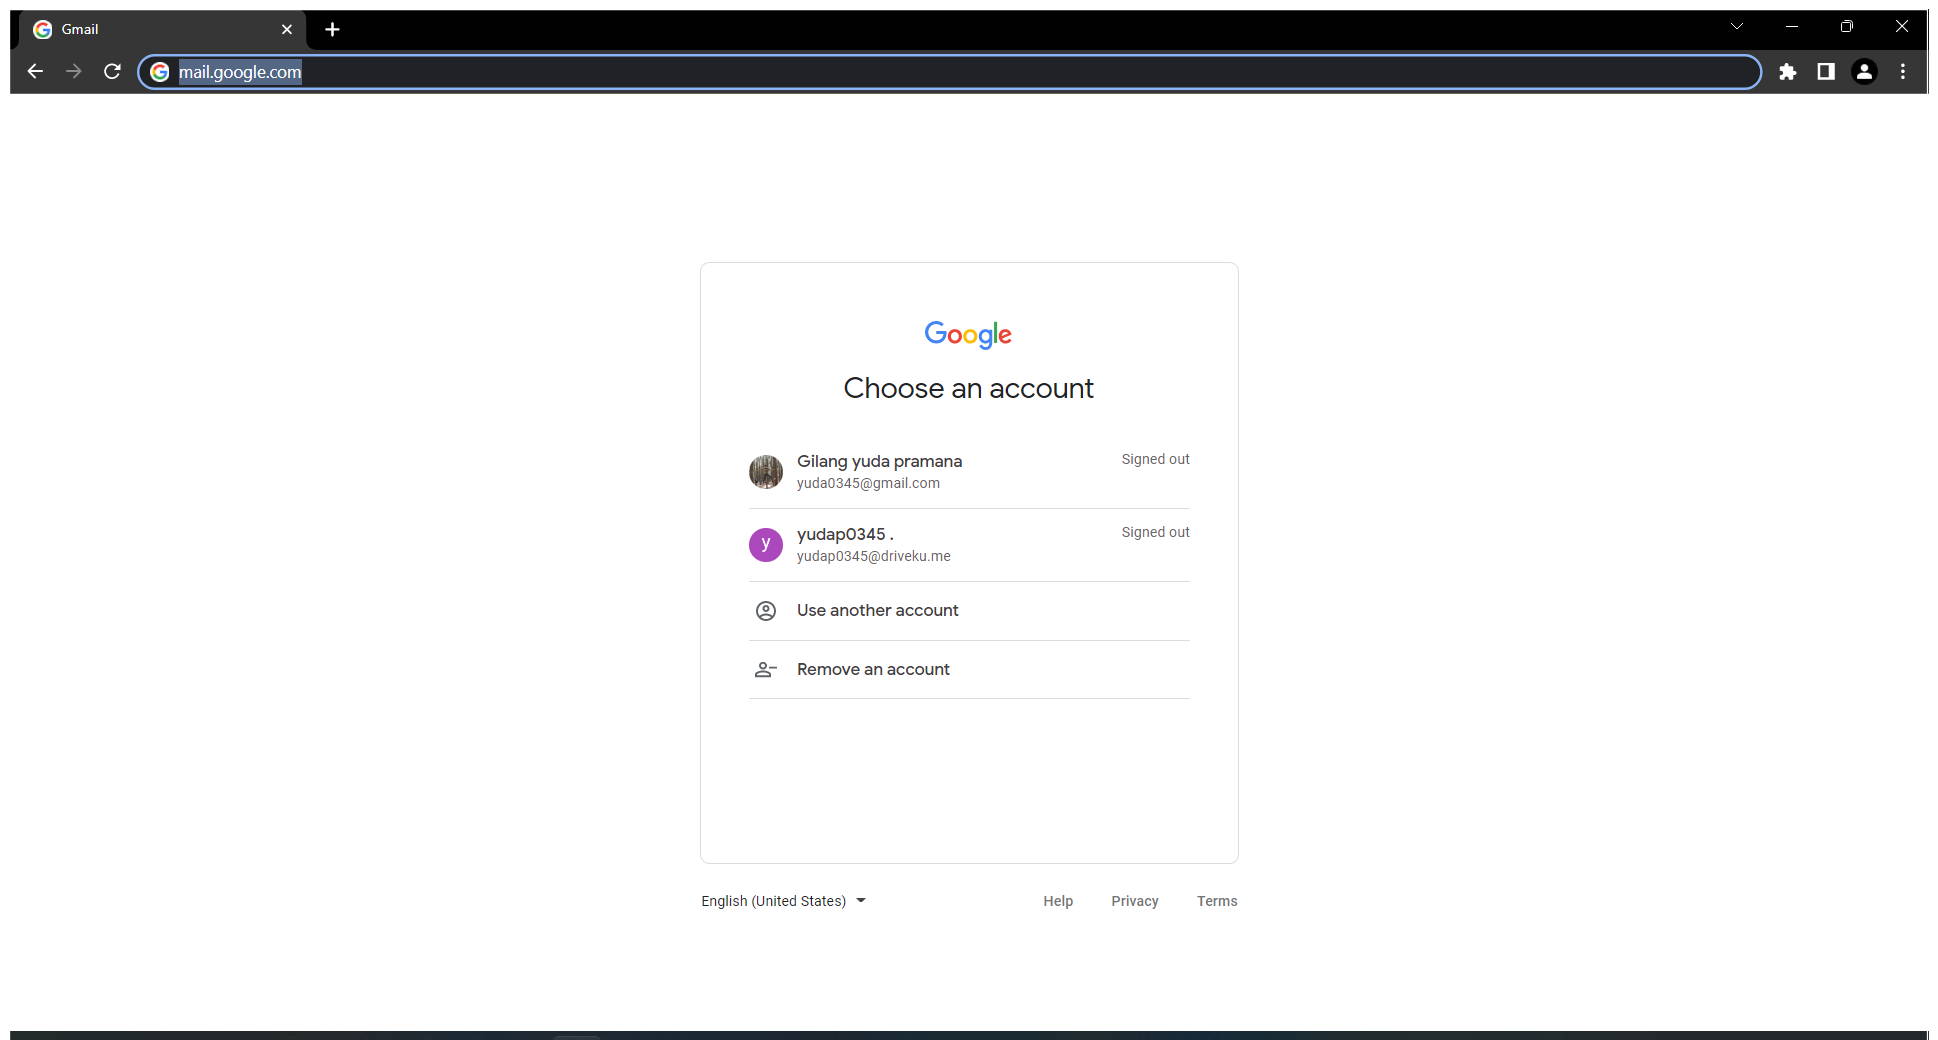 Gmail
mail.google.com
Google
Choose an account
Gilang yuda pramana
Signed out
yuda0345@gmail.com
y
yudap0345 .
Signed out
yudap0345@driveku.me
Use another account
Remove an account
English (United States)
Help
Privacy
Terms